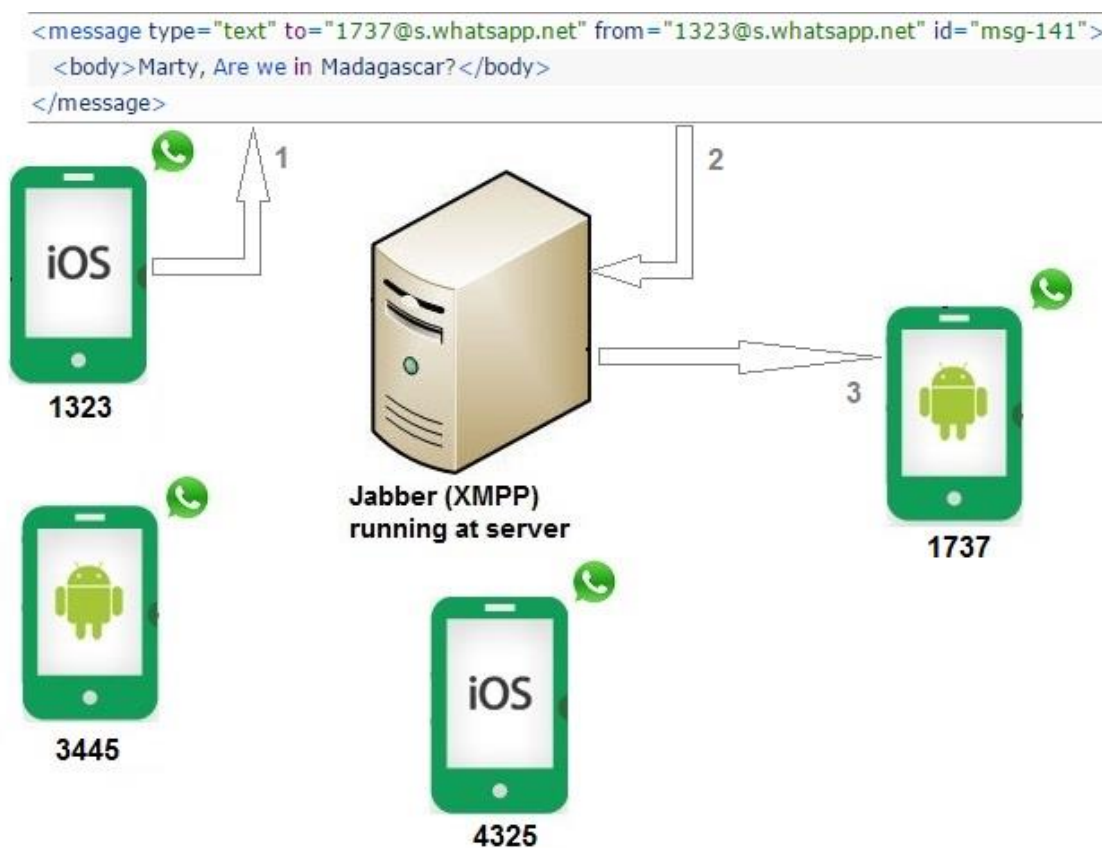 <message type="text" to="1737@s.whatsapp.net" from="1323@s.whatsapp.net" id="msg-141">
<body>Marty, Are we in Madagascar?</body>
</message>
1
2
iOS
1323
3
Jabber (XMPP)
running at server
1737
3445
iOS
4325